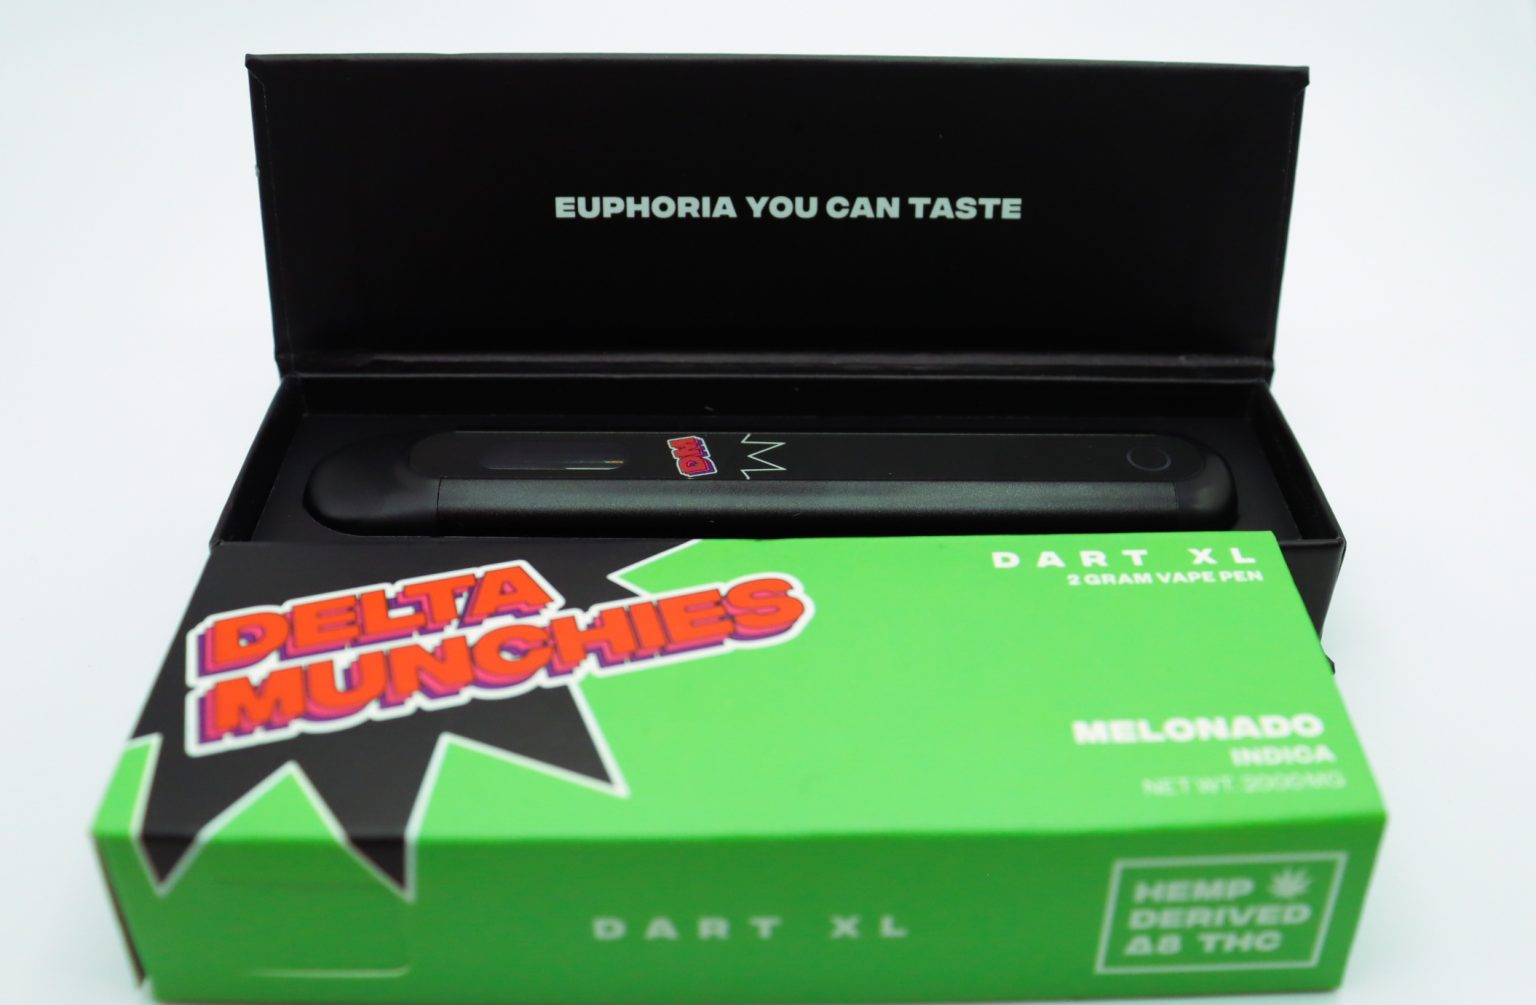 EUPHORIA YOU CAN TASTE
DM
DELTA
MUNCHIES
DART XL
2 GRAM VAPE PEN
MELONADO
INDICA
NET WT. 2000MG
DART XL
HEMP
DERIVED
Δ8 THC